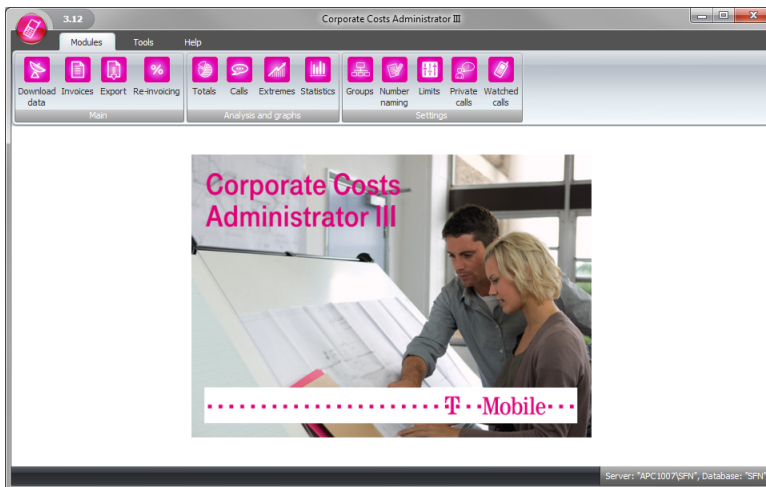 3.12
Corporate Costs Administrator III
Modules Tools Help
Download data Invoices Export Re-invoicing
Totals Calls Extremes Statistics
Groups Number naming Limits Private calls Watched calls
Main Analysis and graphs Settings
Corporate Costs
Administrator III
T··Mobile···
Server: "APC1007\SFN", Database: "SFN"